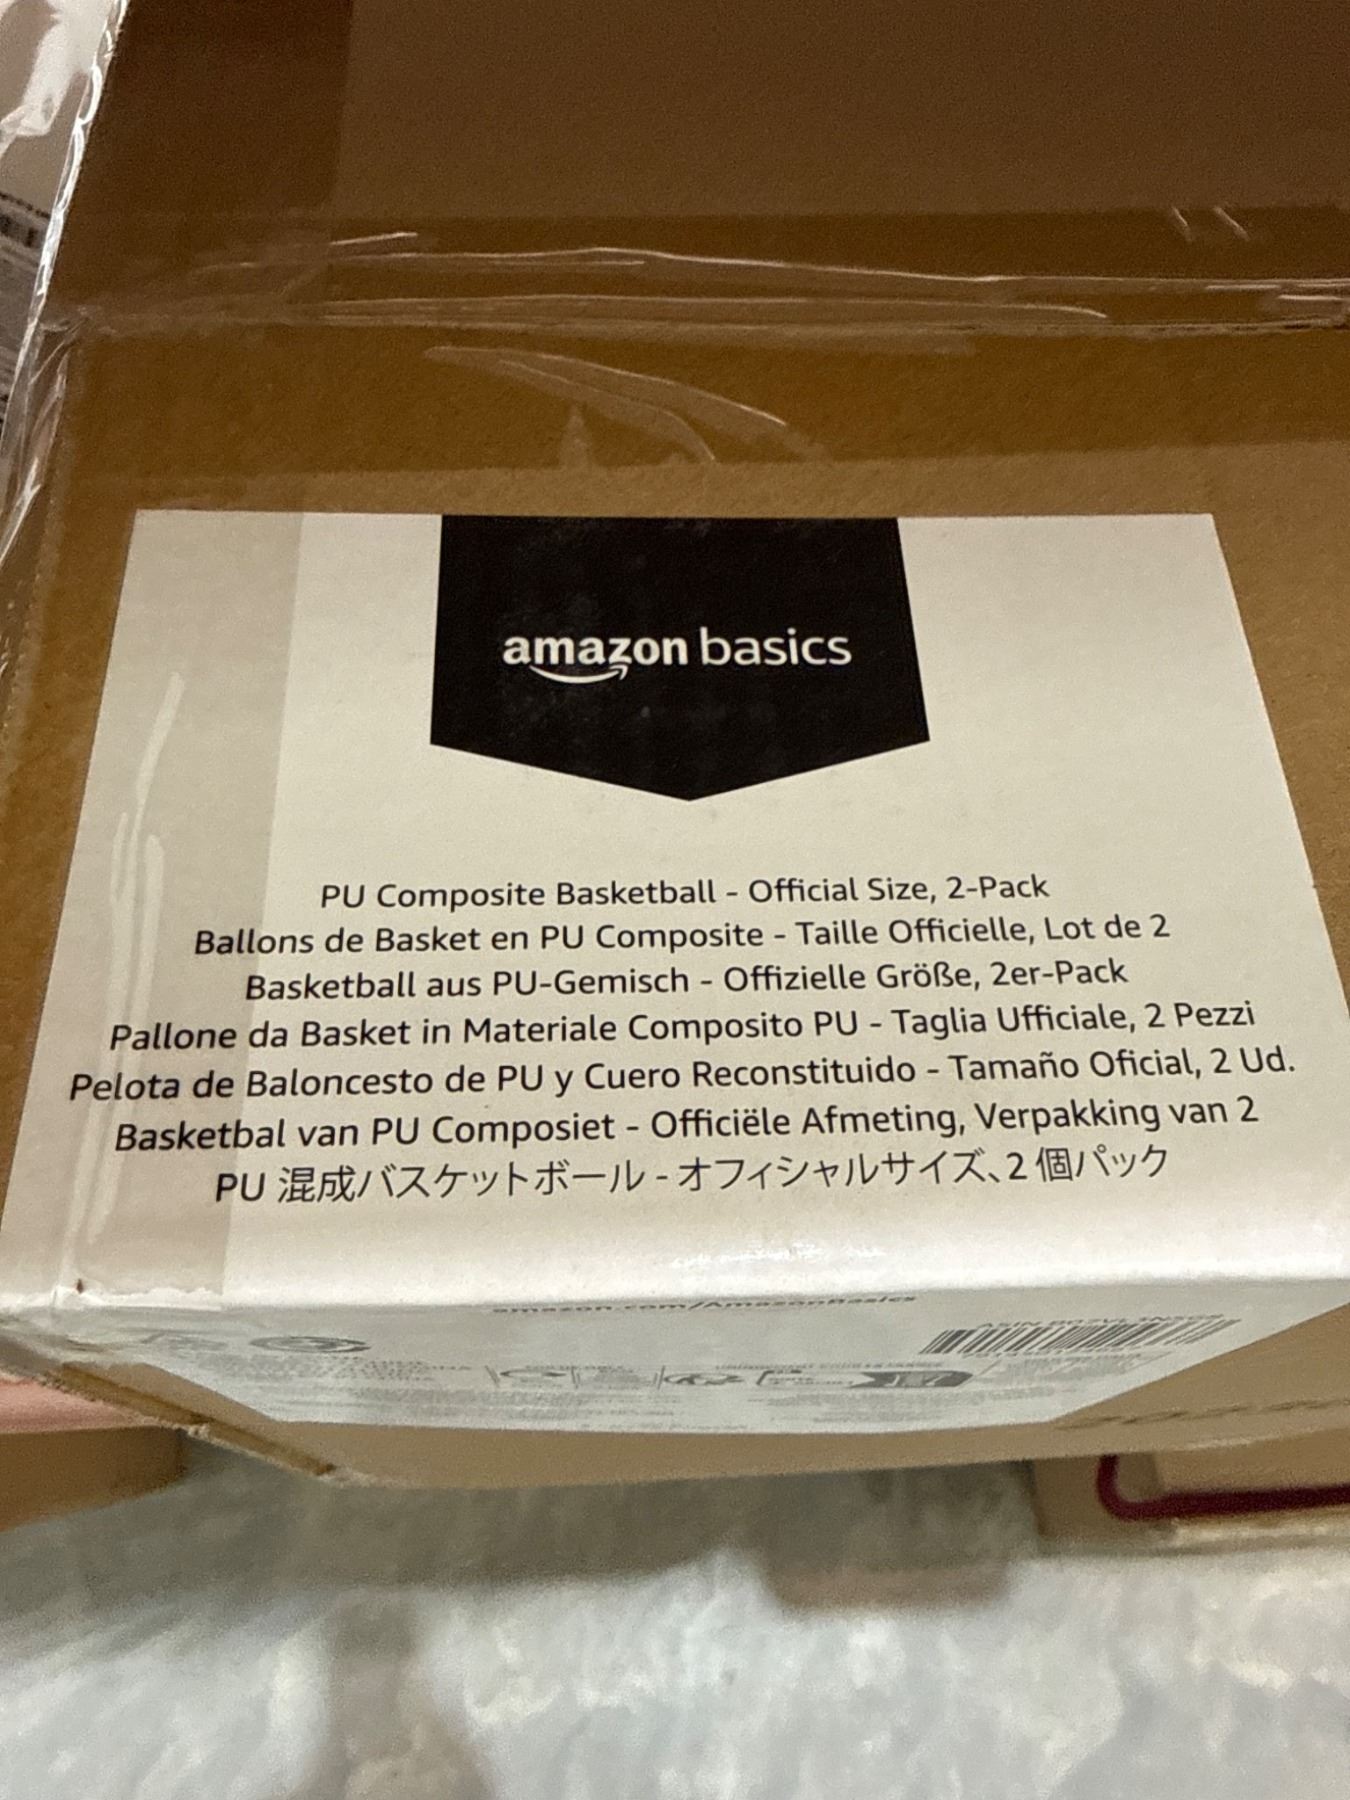 amazon basics
PU Composite Basketball - Official Size, 2-Pack
Ballons de Basket en PU Composite - Taille Officielle, Lot de 2
Basketball aus PU-Gemisch - Offizielle Größe, 2er-Pack
Pallone da Basket in Materiale Composito PU - Taglia Ufficiale, 2 Pezzi
Pelota de Baloncesto de PU y Cuero Reconstituido - Tamaño Oficial, 2 Ud.
Basketbal van PU Composiet - Officiële Afmeting, Verpakking van 2
PU 混成バスケットボール - オフィシャルサイズ、2 個パック
amazon.com/AmazonBasics